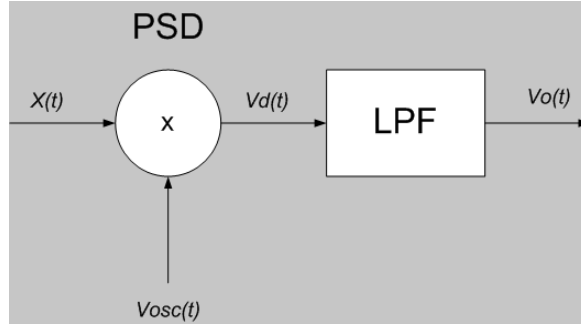 PSD
X(t)
x
Vd(t)
LPF
Vo(t)
Vosc(t)